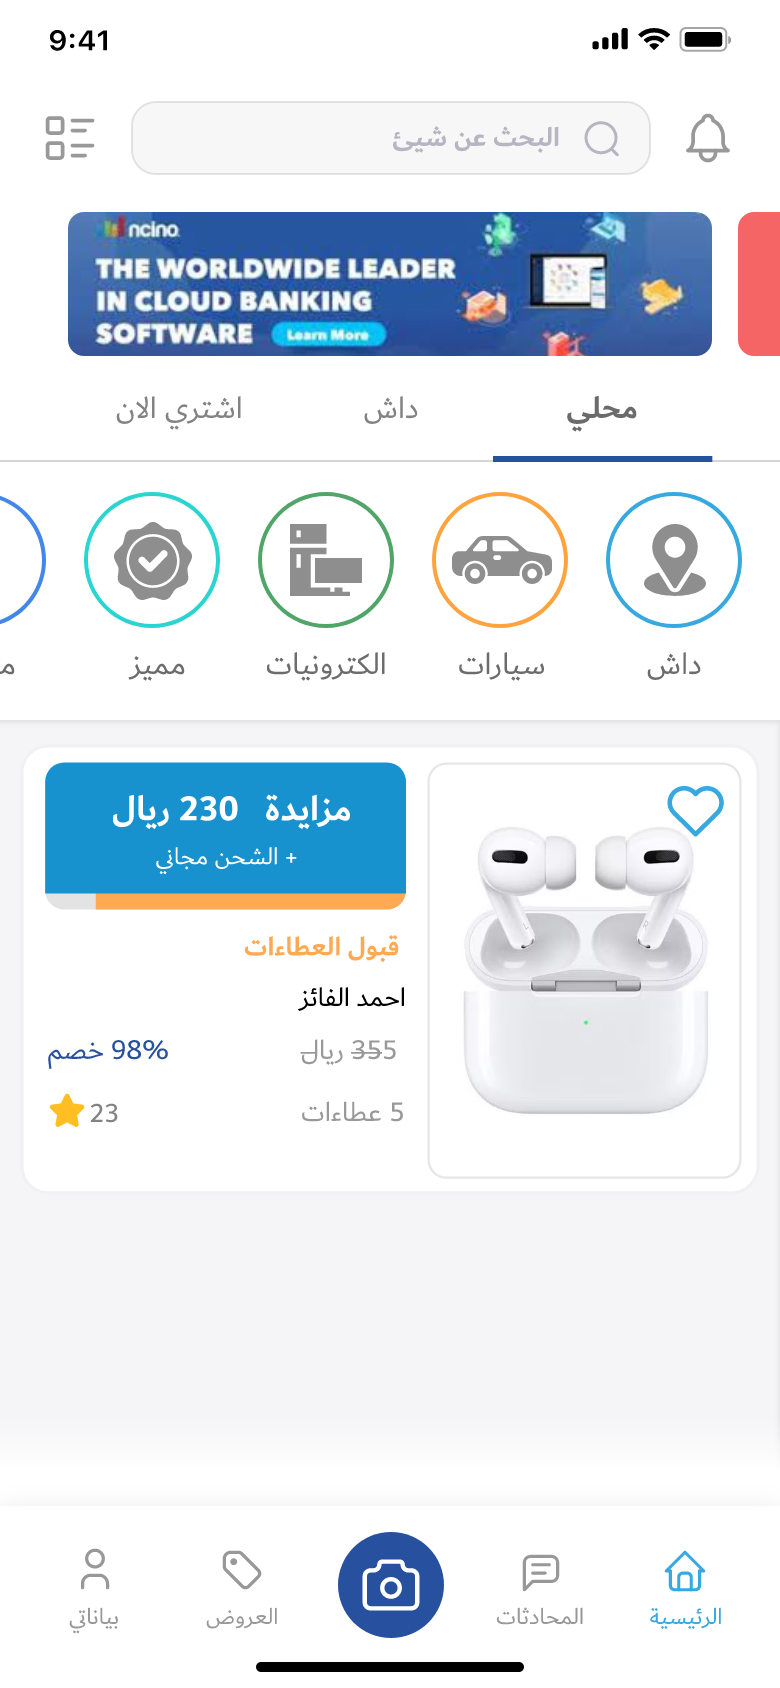 9:41
البحث عن شيئ
ncino
THE WORLDWIDE LEADER
IN CLOUD BANKING
SOFTWARE Learn More
محلي داش اشتري الان
داش سيارات الكترونيات مميز م
مزايدة 230 ريال
+ الشحن مجاني
قبول العطاءات
احمد الفائز
355 ريال 98% خصم
5 عطاءات 23
الرئيسية المحادثات العروض بياناتي